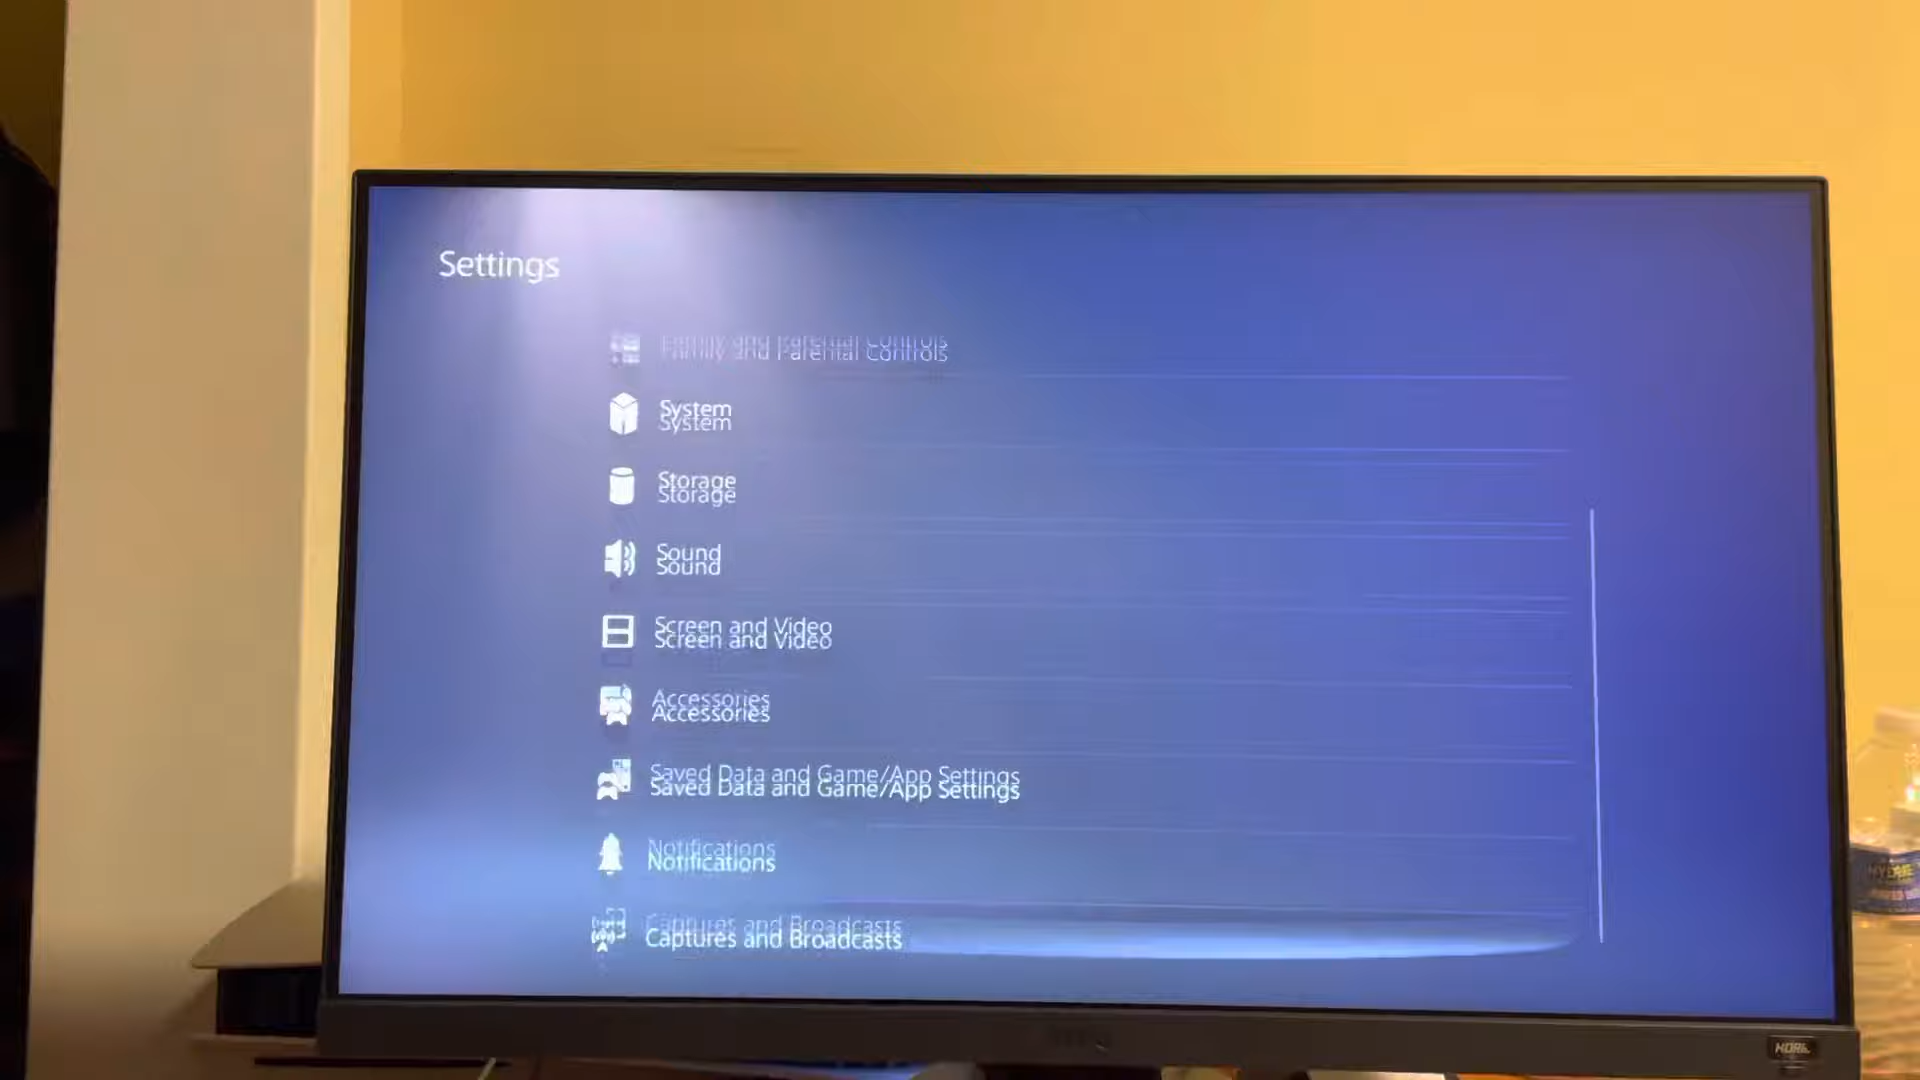 Settings
Family and Parental Controls
System
Storage
Sound
Screen and Video
Accessories
Saved Data and Game/App Settings
Notifications
Captures and Broadcasts